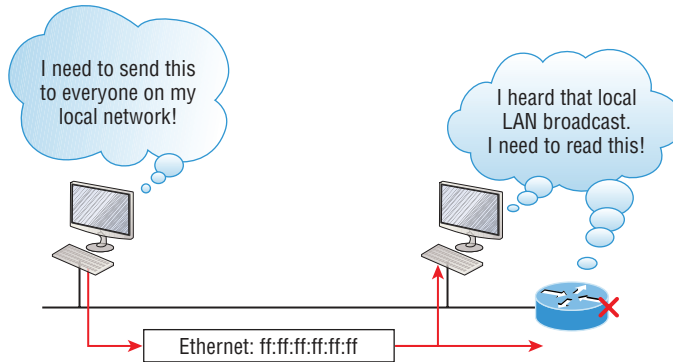 I need to send this
to everyone on my
local network!
I heard that local
LAN broadcast.
I need to read this!
Ethernet: ff:ff:ff:ff:ff:ff